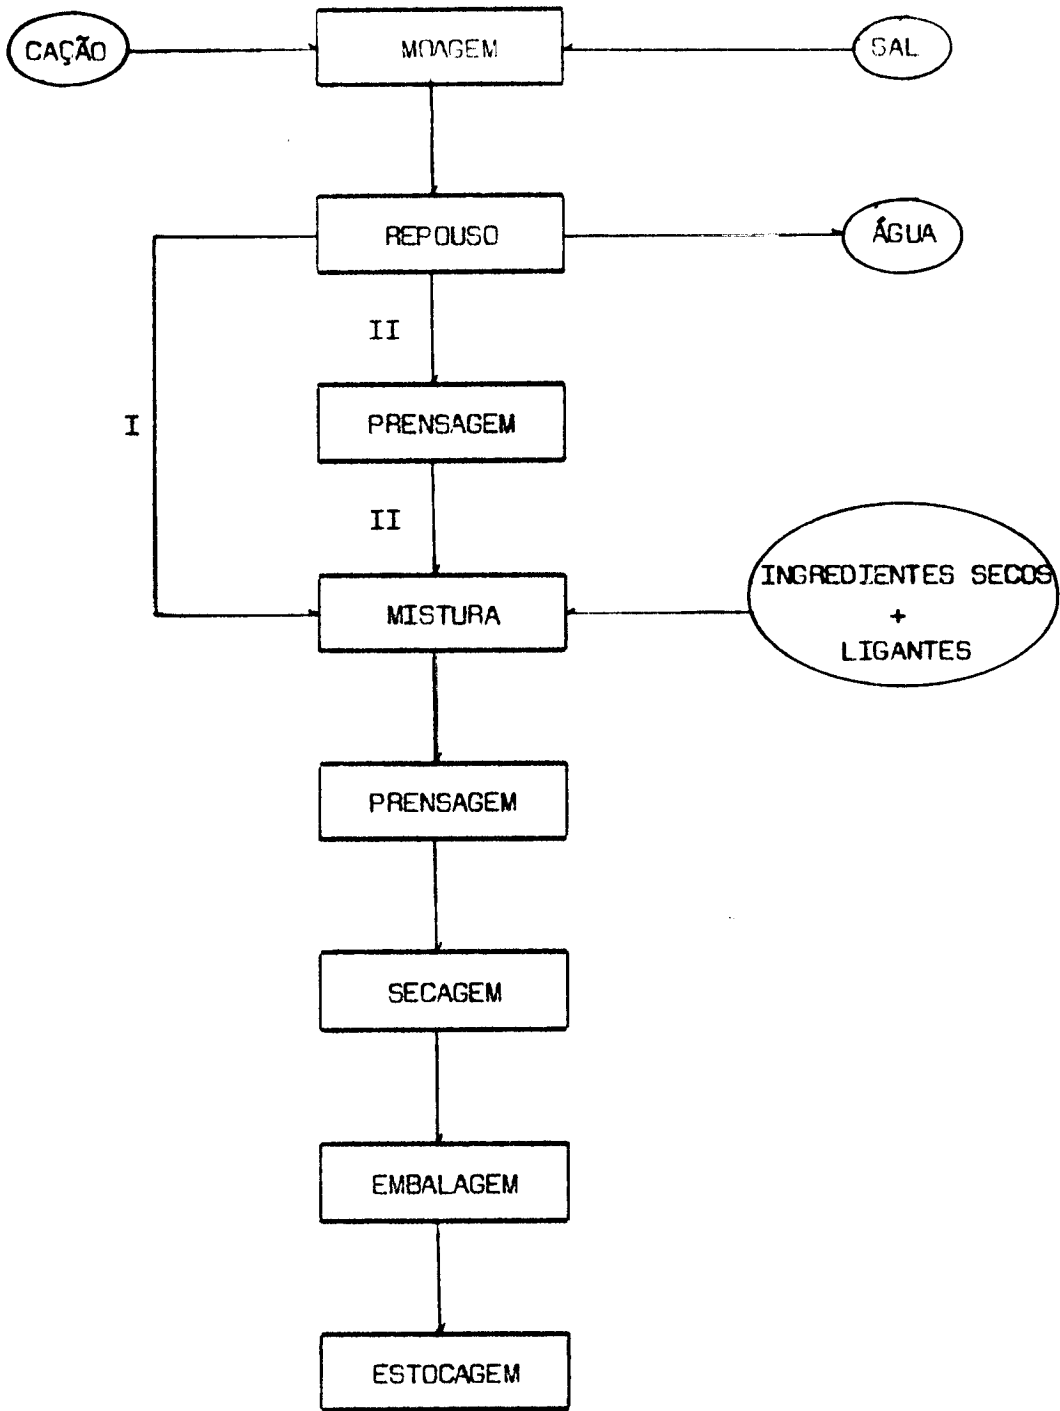 CAÇÃO
MOAGEM
SAL
REPOUSO
ÁGUA
II
PRENSAGEM
I
II
INGREDIENTES SECOS
+
LIGANTES
MISTURA
PRENSAGEM
SECAGEM
EMBALAGEM
ESTOCAGEM